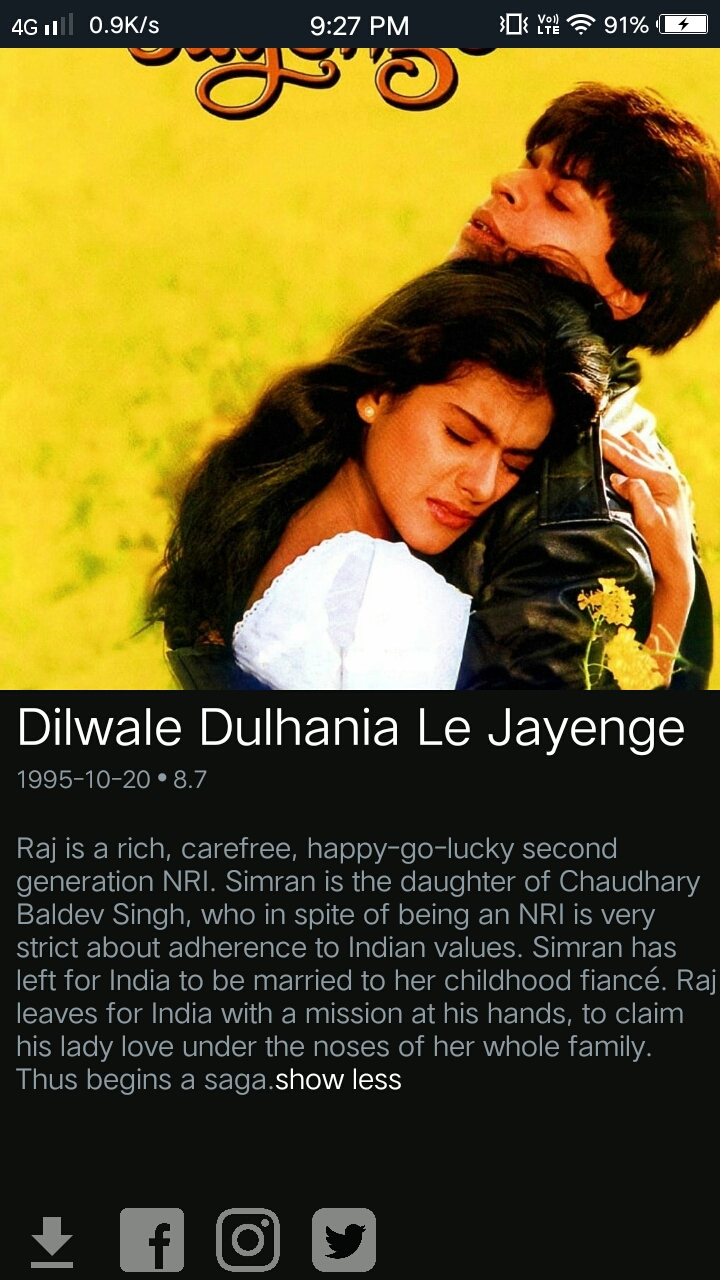 4G 0.9K/s 9:27 PM Vo)) LTE 91%
Dilwale Dulhania Le Jayenge
1995-10-20 • 8.7
Raj is a rich, carefree, happy-go-lucky second
generation NRI. Simran is the daughter of Chaudhary
Baldev Singh, who in spite of being an NRI is very
strict about adherence to Indian values. Simran has
left for India to be married to her childhood fiancé. Raj
leaves for India with a mission at his hands, to claim
his lady love under the noses of her whole family.
Thus begins a saga.show less